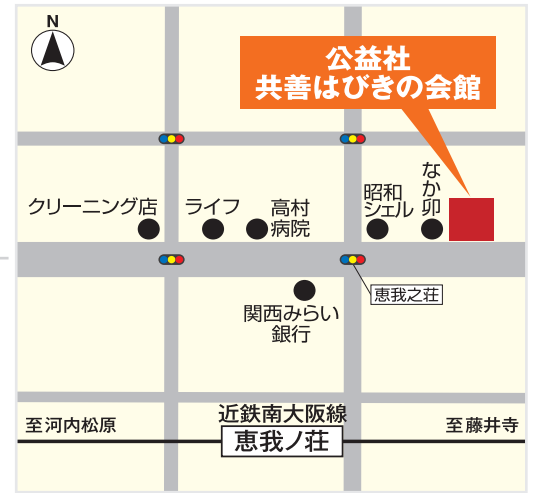 N
公益社
共善はびきの会館
クリーニング店
ライフ
高村
病院
昭和
シェル
なか卯
恵我之荘
関西みらい
銀行
近鉄南大阪線
至河内松原
恵我ノ荘
至藤井寺